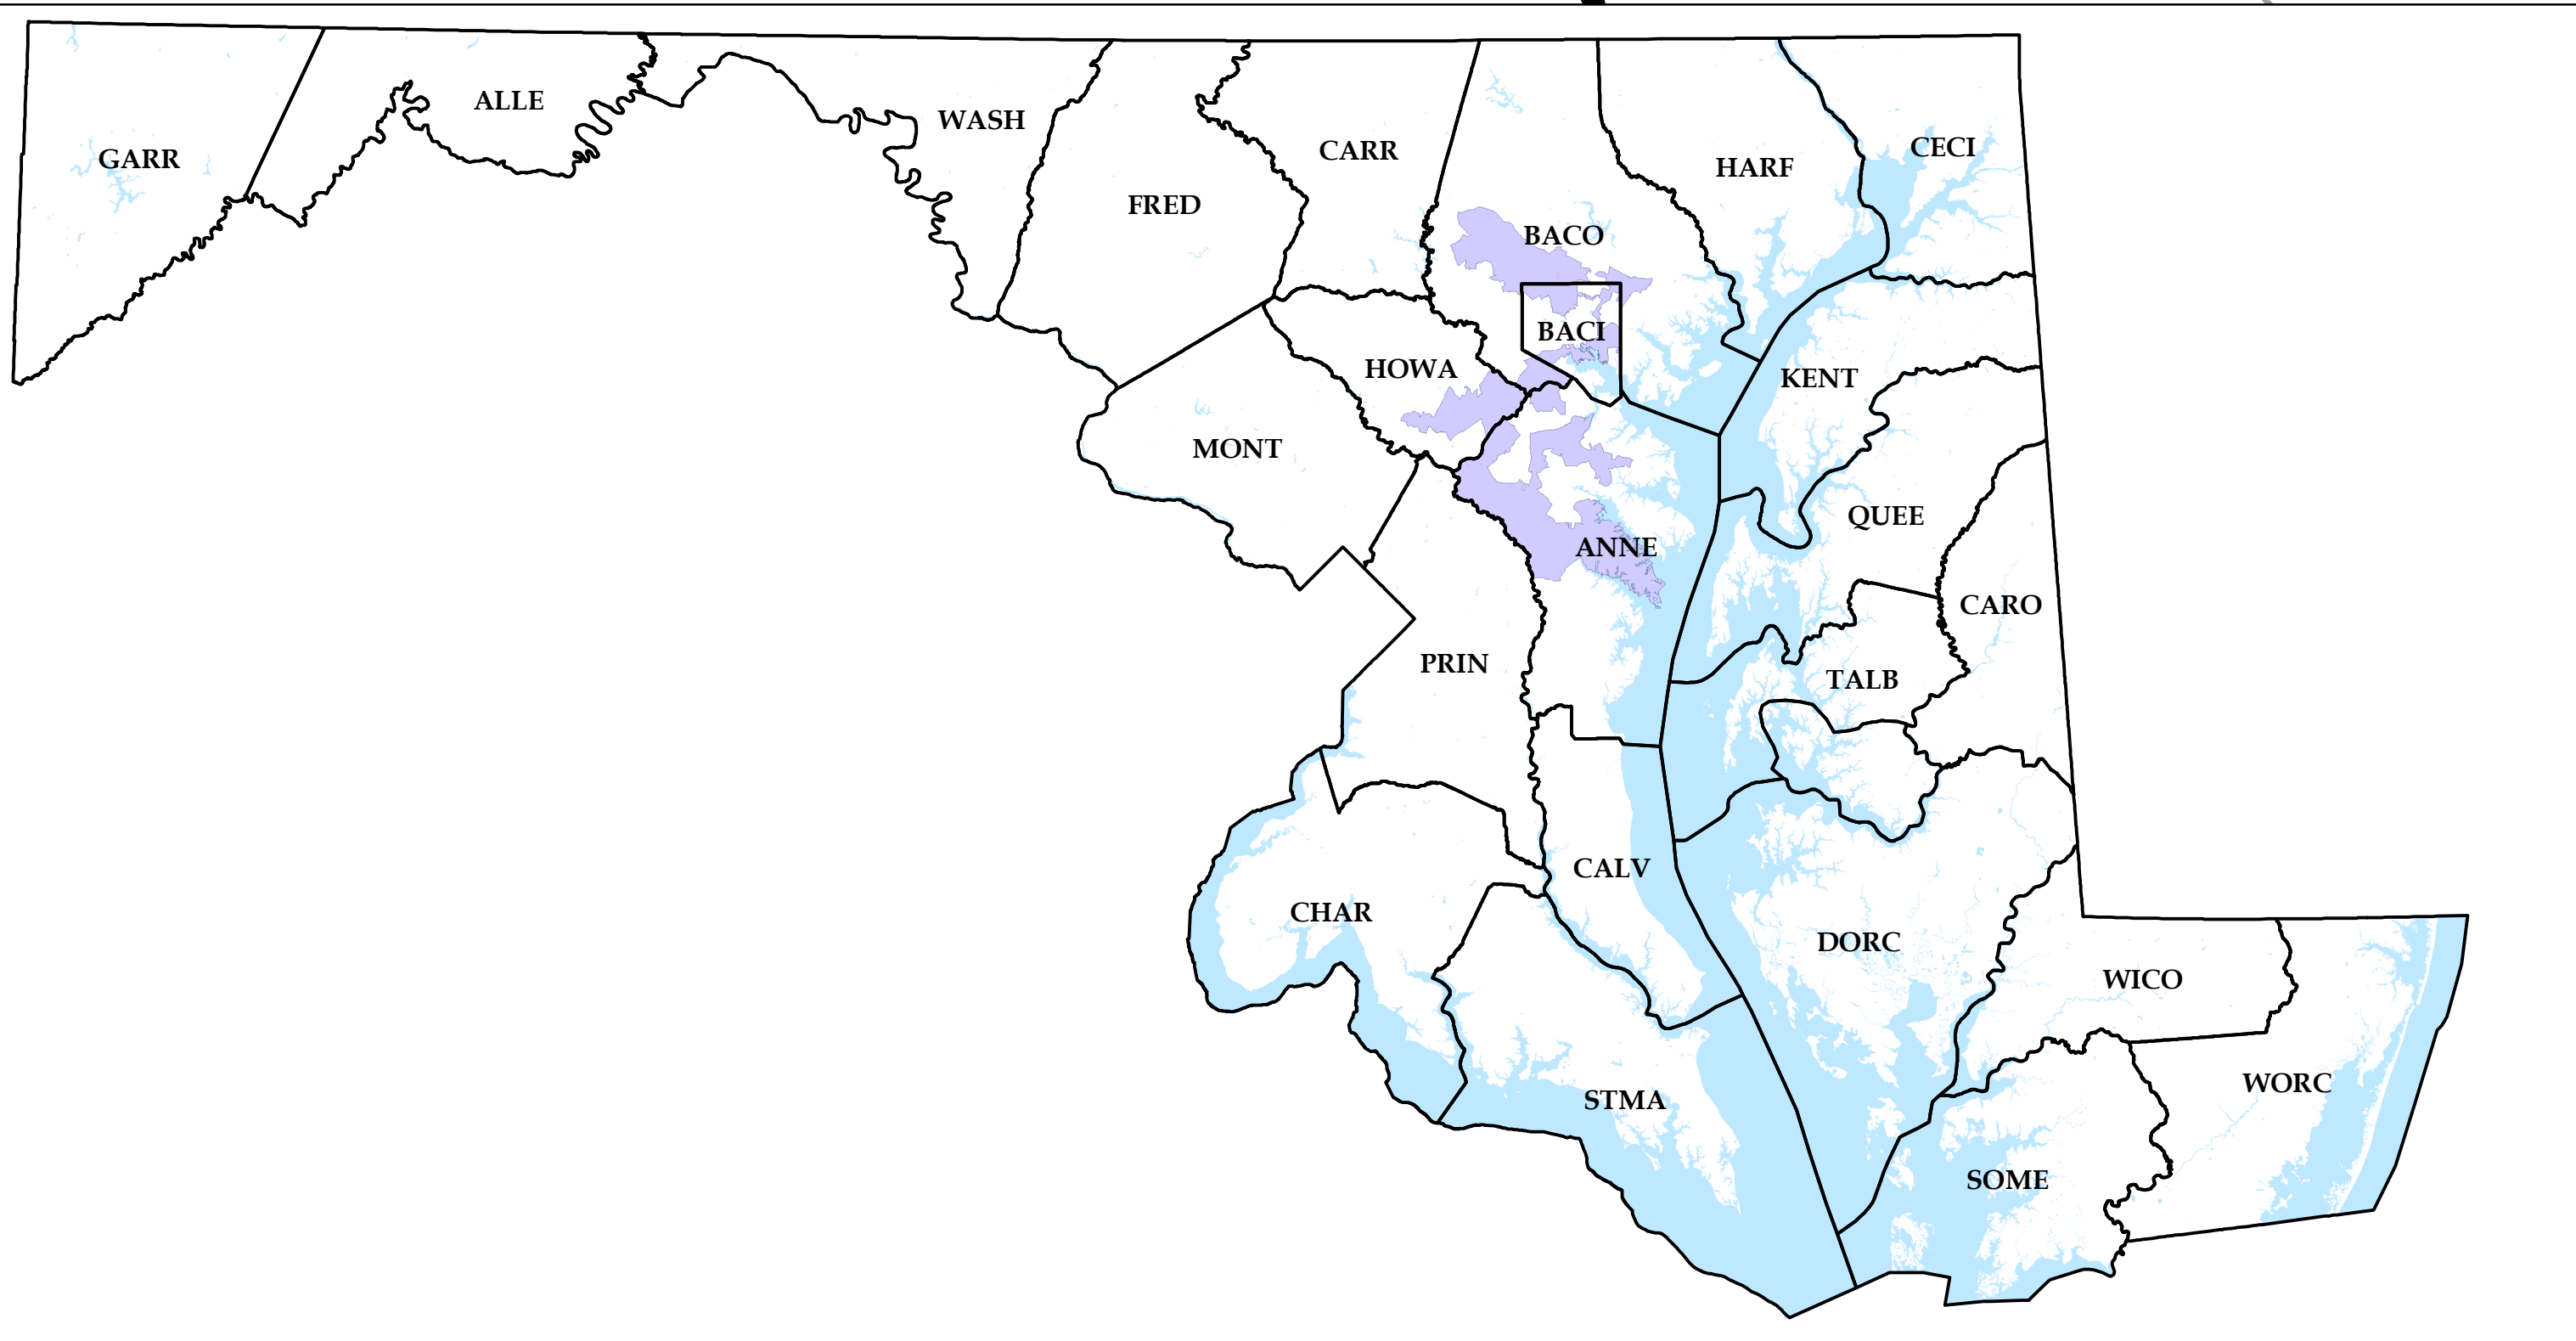 ALLE
WASH
GARR
CARR
CECI
HARF
FRED
BACO
BACI
HOWA
KENT
MONT
QUEE
ANNE
CARO
PRIN
TALB
CALV
CHAR
DORC
WICO
WORC
STMA
SOME